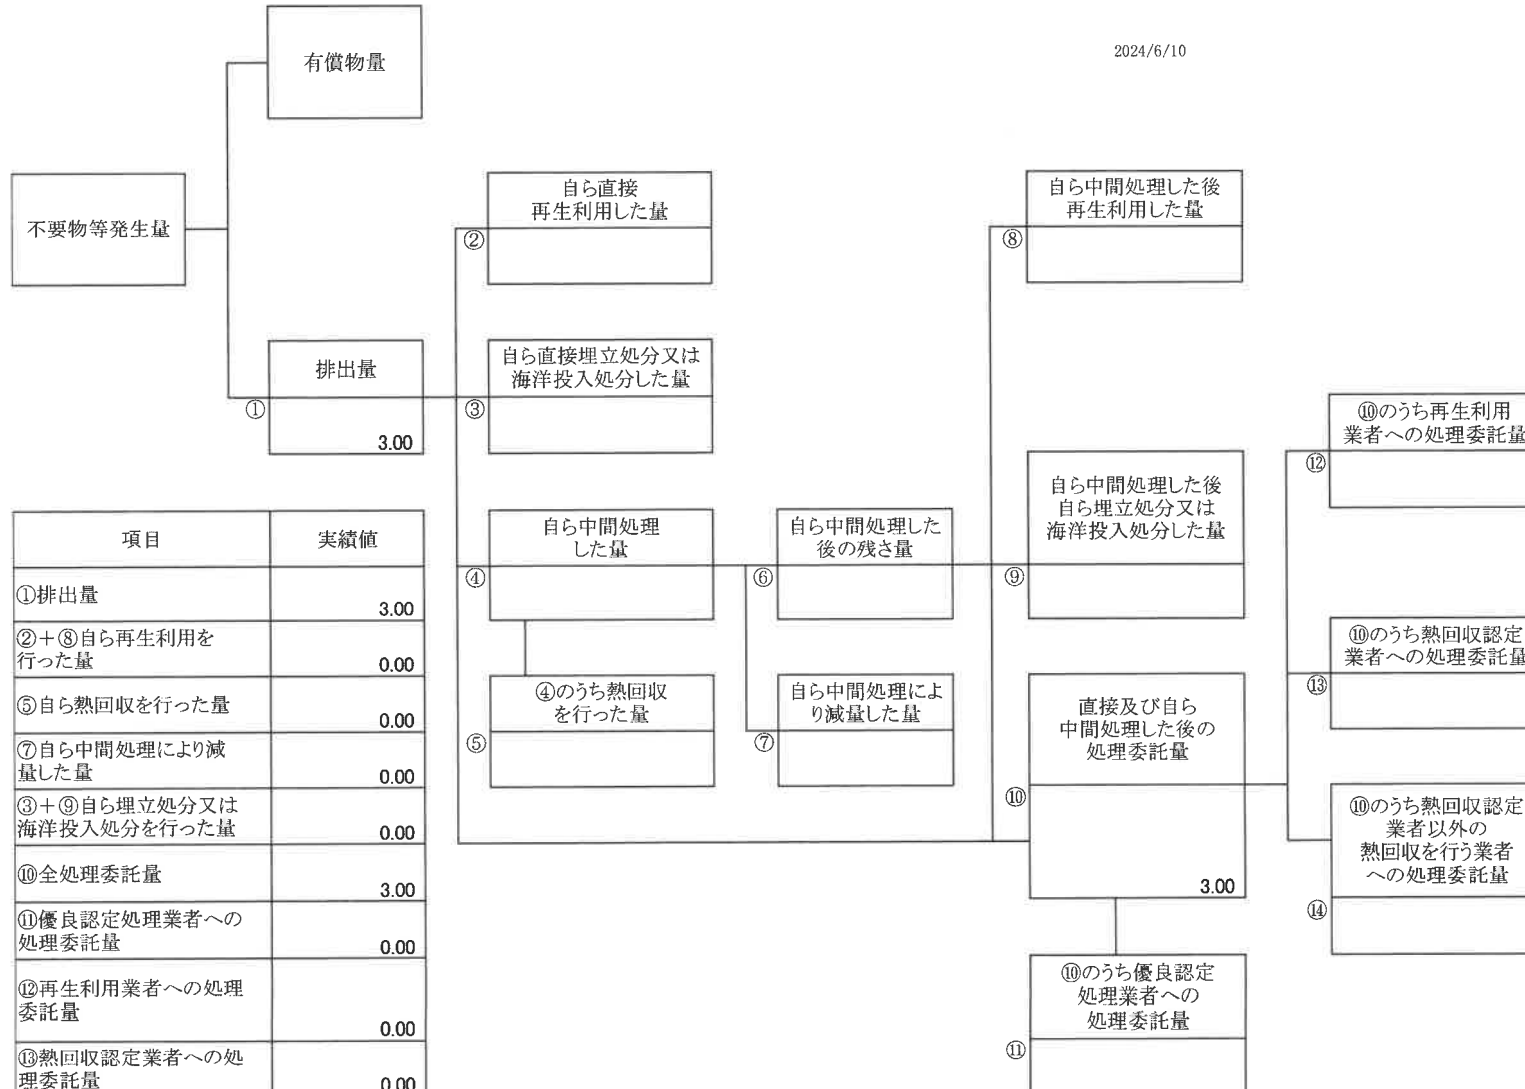 2024/6/10
有償物量
不要物等発生量
排出量
①
3.00
自ら直接
再生利用した量
②
自ら直接埋立処分又は
海洋投入処分した量
③
自ら中間処理
した量
④
④のうち熱回収
を行った量
⑤
自ら中間処理した
後の残さ量
⑥
自ら中間処理によ
り減量した量
⑦
自ら中間処理した後
再生利用した量
⑧
自ら中間処理した後
自ら埋立処分又は
海洋投入処分した量
⑨
直接及び自ら
中間処理した後の
処理委託量
⑩
3.00
⑩のうち優良認定
処理業者への
処理委託量
⑪
⑩のうち再生利用
業者への処理委託量
⑫
⑩のうち熱回収認定
業者への処理委託量
⑬
⑩のうち熱回収認定
業者以外の
熱回収を行う業者
への処理委託量
⑭
項目 実績値
①排出量 3.00
②＋⑧自ら再生利用を
行った量 0.00
⑤自ら熱回収を行った量 0.00
⑦自ら中間処理により減
量した量 0.00
③＋⑨自ら埋立処分又は
海洋投入処分を行った量 0.00
⑩全処理委託量 3.00
⑪優良認定処理業者への
処理委託量 0.00
⑫再生利用業者への処理
委託量 0.00
⑬熱回収認定業者への処
理委託量 0.00